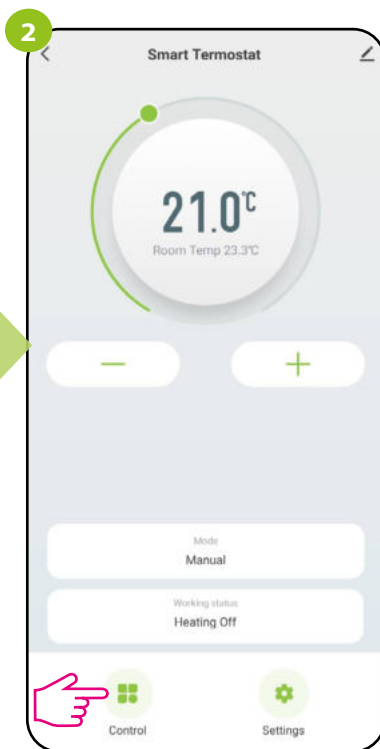 2
Smart Termostat
21.0℃
Room Temp 23.3℃
Mode
Manual
Working status
Heating Off
Control
Settings